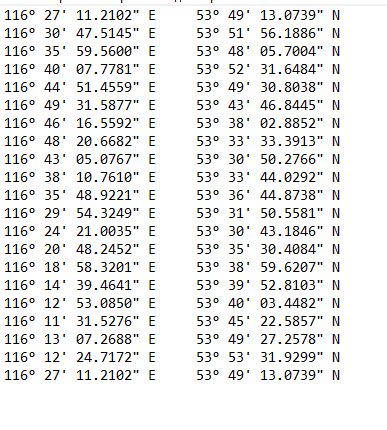 116° 27' 11.2102" E 53° 49' 13.0739" N
116° 30' 47.5145" E 53° 51' 56.1886" N
116° 35' 59.5600" E 53° 48' 05.7004" N
116° 40' 07.7781" E 53° 52' 31.6484" N
116° 44' 51.4559" E 53° 49' 30.8038" N
116° 49' 31.5877" E 53° 43' 46.8445" N
116° 46' 16.5592" E 53° 38' 02.8852" N
116° 48' 20.6682" E 53° 33' 33.3913" N
116° 43' 05.0767" E 53° 30' 50.2766" N
116° 38' 10.7610" E 53° 33' 44.0292" N
116° 35' 48.9221" E 53° 36' 44.8738" N
116° 29' 54.3249" E 53° 31' 50.5581" N
116° 24' 21.0035" E 53° 30' 43.1846" N
116° 20' 48.2452" E 53° 35' 30.4084" N
116° 18' 58.3201" E 53° 38' 59.6207" N
116° 14' 39.4641" E 53° 39' 52.8103" N
116° 12' 53.0850" E 53° 40' 03.4482" N
116° 11' 31.5276" E 53° 45' 22.5857" N
116° 13' 07.2688" E 53° 49' 27.2578" N
116° 12' 24.7172" E 53° 53' 31.9299" N
116° 27' 11.2102" E 53° 49' 13.0739" N